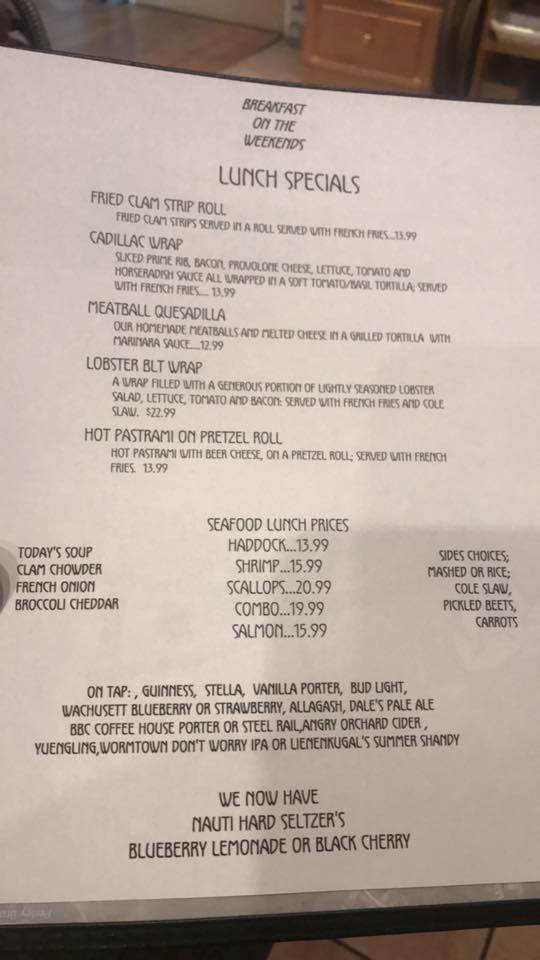 BREAKFAST
ON THE
WEEKENDS
LUNCH SPECIALS
FRIED CLAM STRIP ROLL
FRIED CLAM STRIPS SERVED IN A ROLL SERVED WITH FRENCH FRIES...13.99
CADILLAC WRAP
SLICED PRIME RIB, BACON, PROVOLONE CHEESE, LETTUCE, TOMATO AND
HORSERADISH SAUCE ALL WRAPPED IN A SOFT TOMATO/BASIL TORTILLA; SERVED
WITH FRENCH FRIES.... 13.99
MEATBALL QUESADILLA
OUR HOMEMADE MEATBALLS AND MELTED CHEESE IN A GRILLED TORTILLA WITH
MARINARA SAUCE....12.99
LOBSTER BLT WRAP
A WRAP FILLED WITH A GENEROUS PORTION OF LIGHTLY SEASONED LOBSTER
SALAD, LETTUCE, TOMATO AND BACON: SERVED WITH FRENCH FRIES AND COLE
SLAW. $22.99
HOT PASTRAMI ON PRETZEL ROLL
HOT PASTRAMI WITH BEER CHEESE, ON A PRETZEL ROLL; SERVED WITH FRENCH
FRIES. 13.99
SEAFOOD LUNCH PRICES
HADDOCK...13.99
SHRIMP...15.99
SCALLOPS...20.99
COMBO...19.99
SALMON...15.99
TODAY'S SOUP
CLAM CHOWDER
FRENCH ONION
BROCCOLI CHEDDAR
SIDES CHOICES;
MASHED OR RICE;
COLE SLAW,
PICKLED BEETS,
CARROTS
ON TAP: , GUINNESS, STELLA, VANILLA PORTER, BUD LIGHT,
WACHUSETT BLUEBERRY OR STRAWBERRY, ALLAGASH, DALE'S PALE ALE
BBC COFFEE HOUSE PORTER OR STEEL RAIL,ANGRY ORCHARD CIDER ,
YUENGLING,WORMTOWN DON'T WORRY IPA OR LIENENKUGAL'S SUMMER SHANDY
WE NOW HAVE
NAUTI HARD SELTZER'S
BLUEBERRY LEMONADE OR BLACK CHERRY